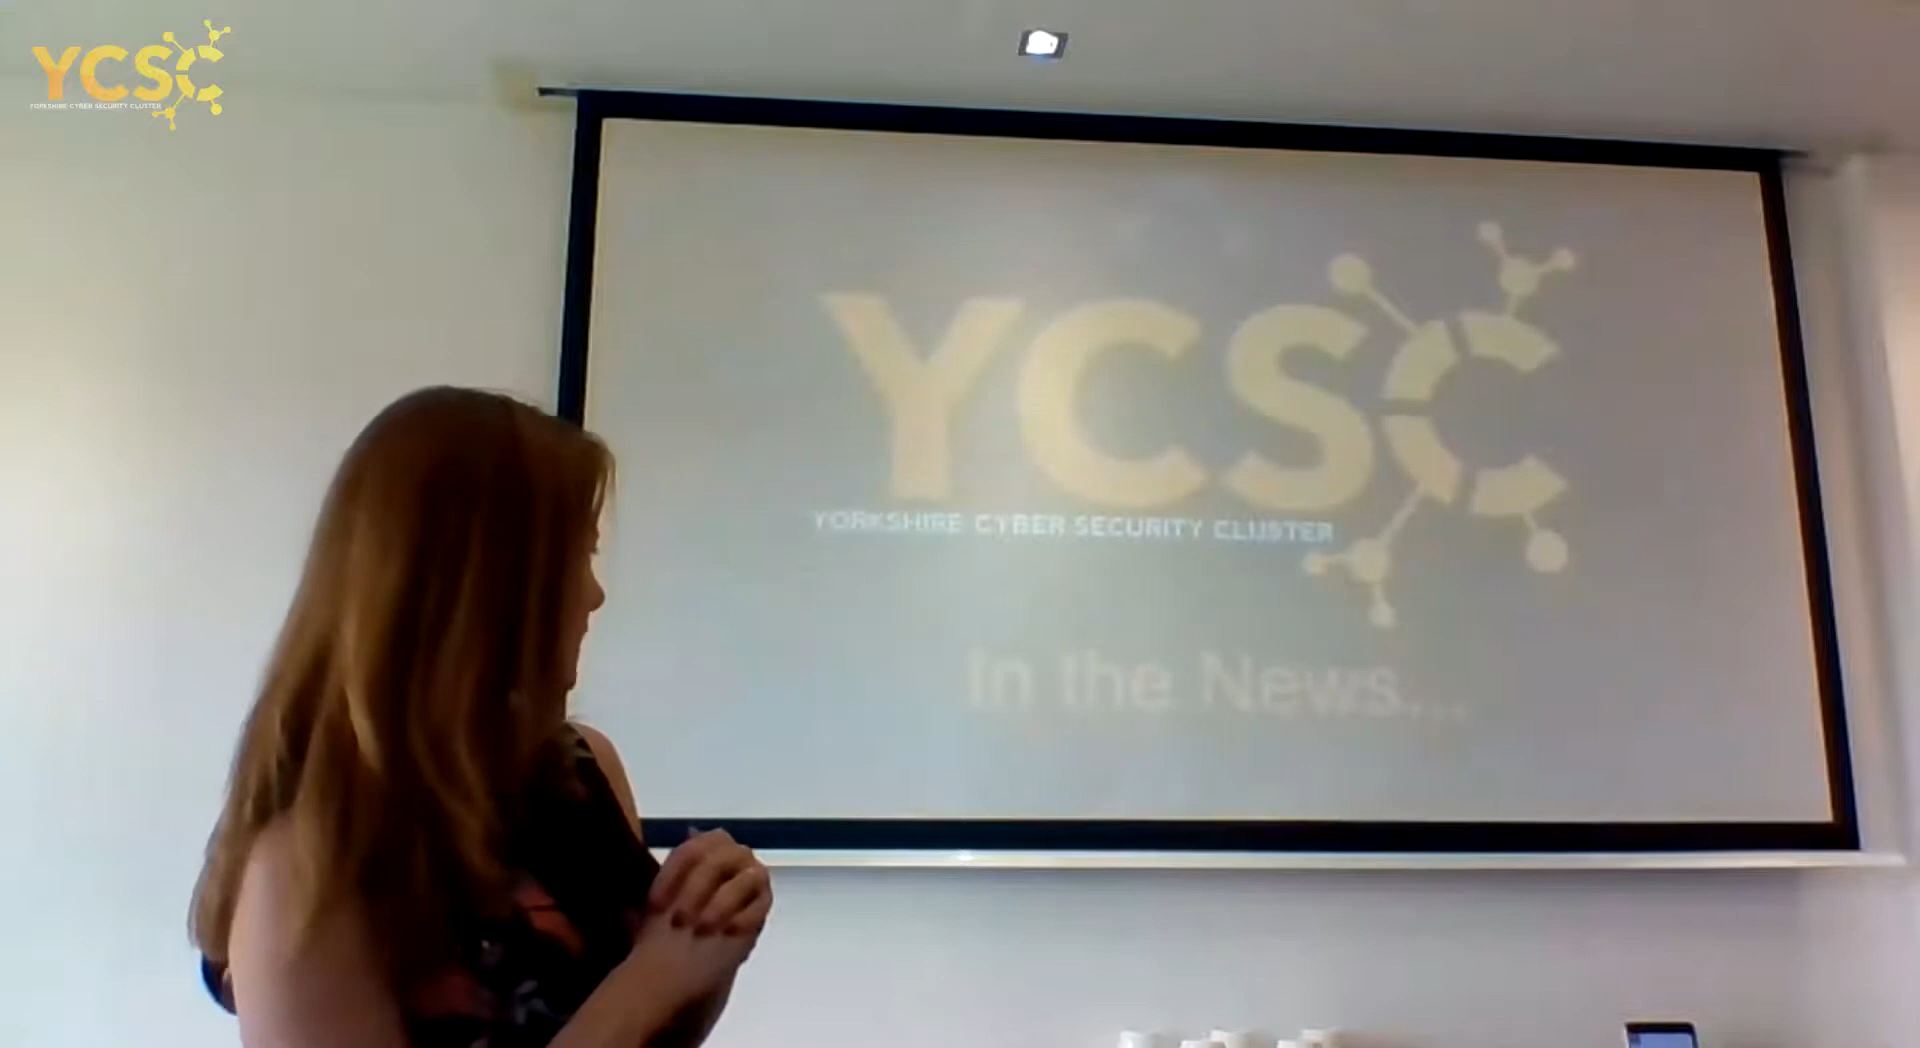 YCSC
YORKSHIRE CYBER SECURITY CLUSTER
YCSC
YORKSHIRE CYBER SECURITY CLUSTER
In the News...